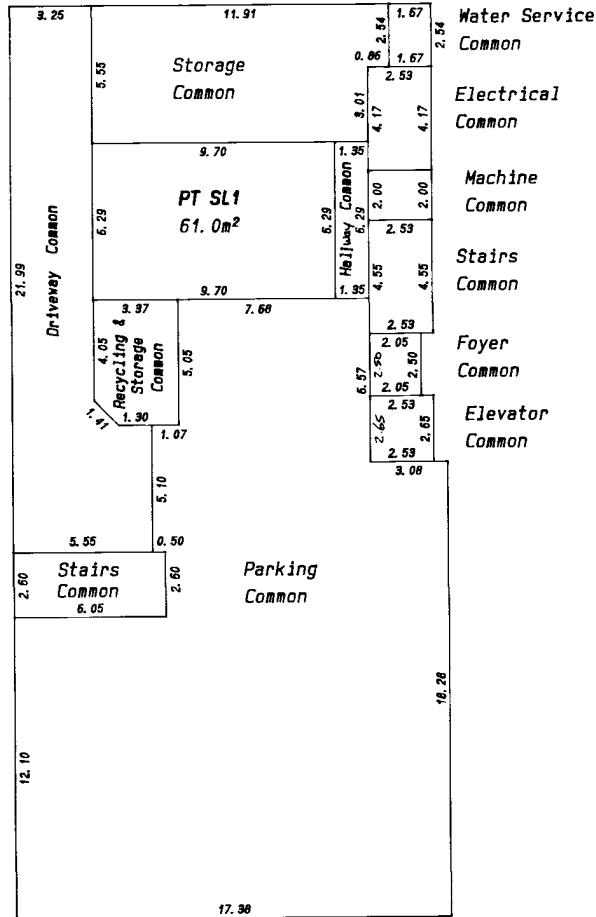 3.25
11.91
1.67
2.54
2.54
Water Service
Common
0.86
1.67
5.55
Storage
Common
2.53
3.01
4.17
4.17
Electrical
Common
9.70
1.35
PT SL1
61.0m²
6.29
6.29
Hallway Common
6.29
2.00
2.00
Machine
Common
2.53
21.99
Driveway Common
4.55
4.55
Stairs
Common
9.70
1.35
3.37
7.68
2.53
4.05
Recycling &
Storage
Common
5.05
6.57
2.05
2.50
2.50
2.05
Foyer
Common
1.41
1.30
1.07
2.53
2.65
2.65
2.53
Elevator
Common
3.08
5.10
5.55
0.50
2.60
Stairs
Common
2.60
6.05
Parking
Common
18.28
12.10
17.38